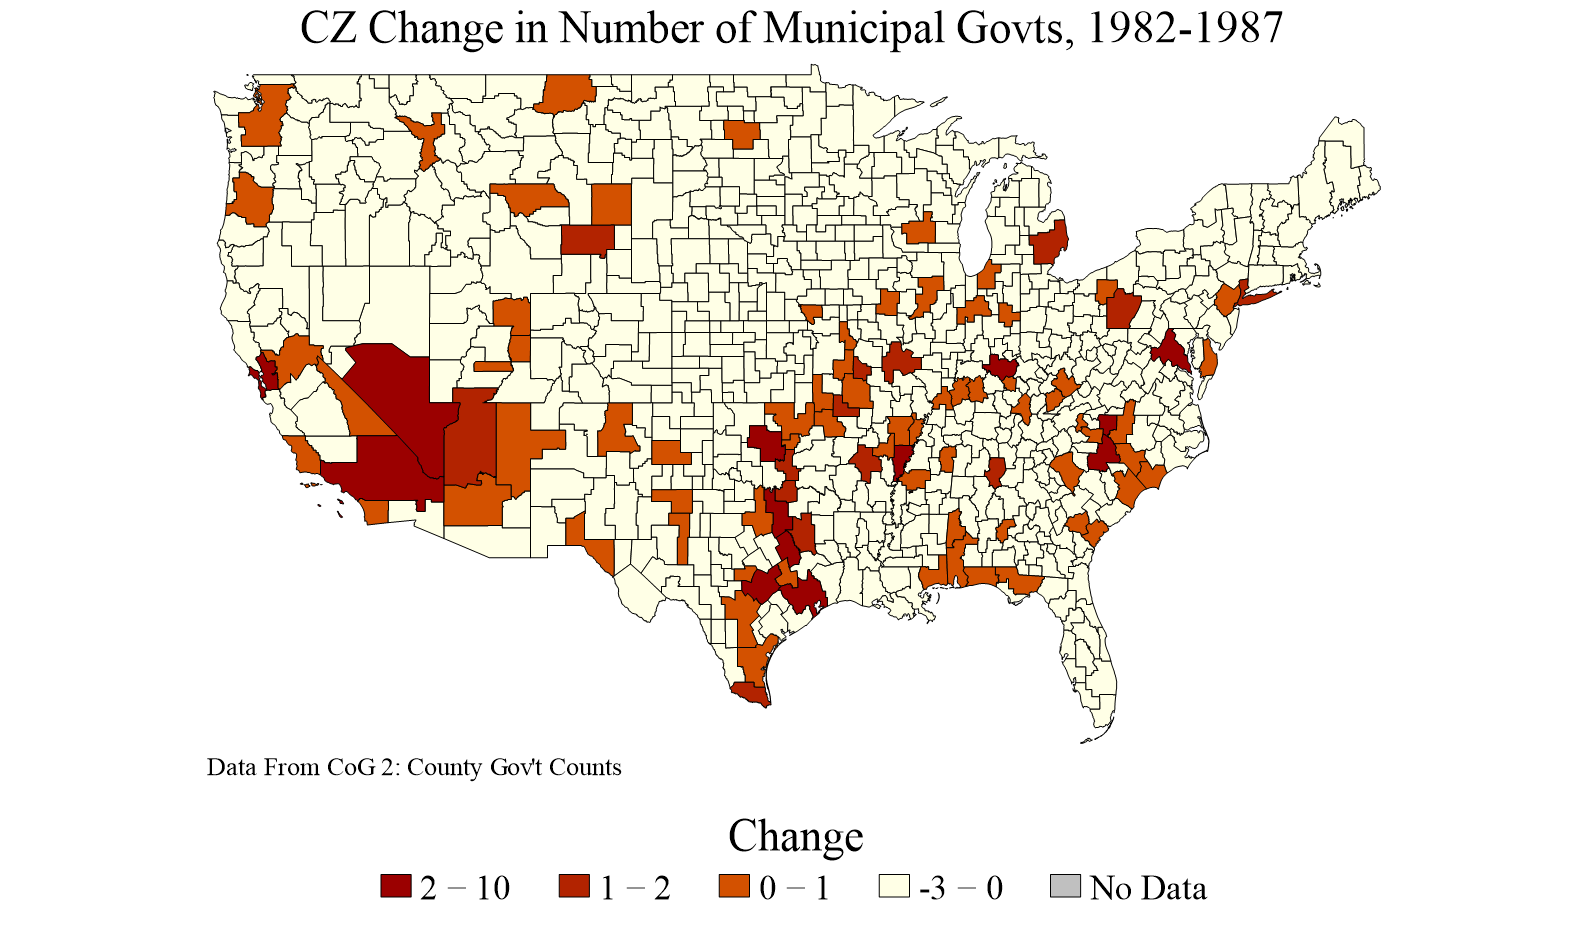 CZ Change in Number of Municipal Govts, 1982-1987
Data From CoG 2: County Gov't Counts
Change
2 − 10
1 − 2
0 − 1
-3 − 0
No Data